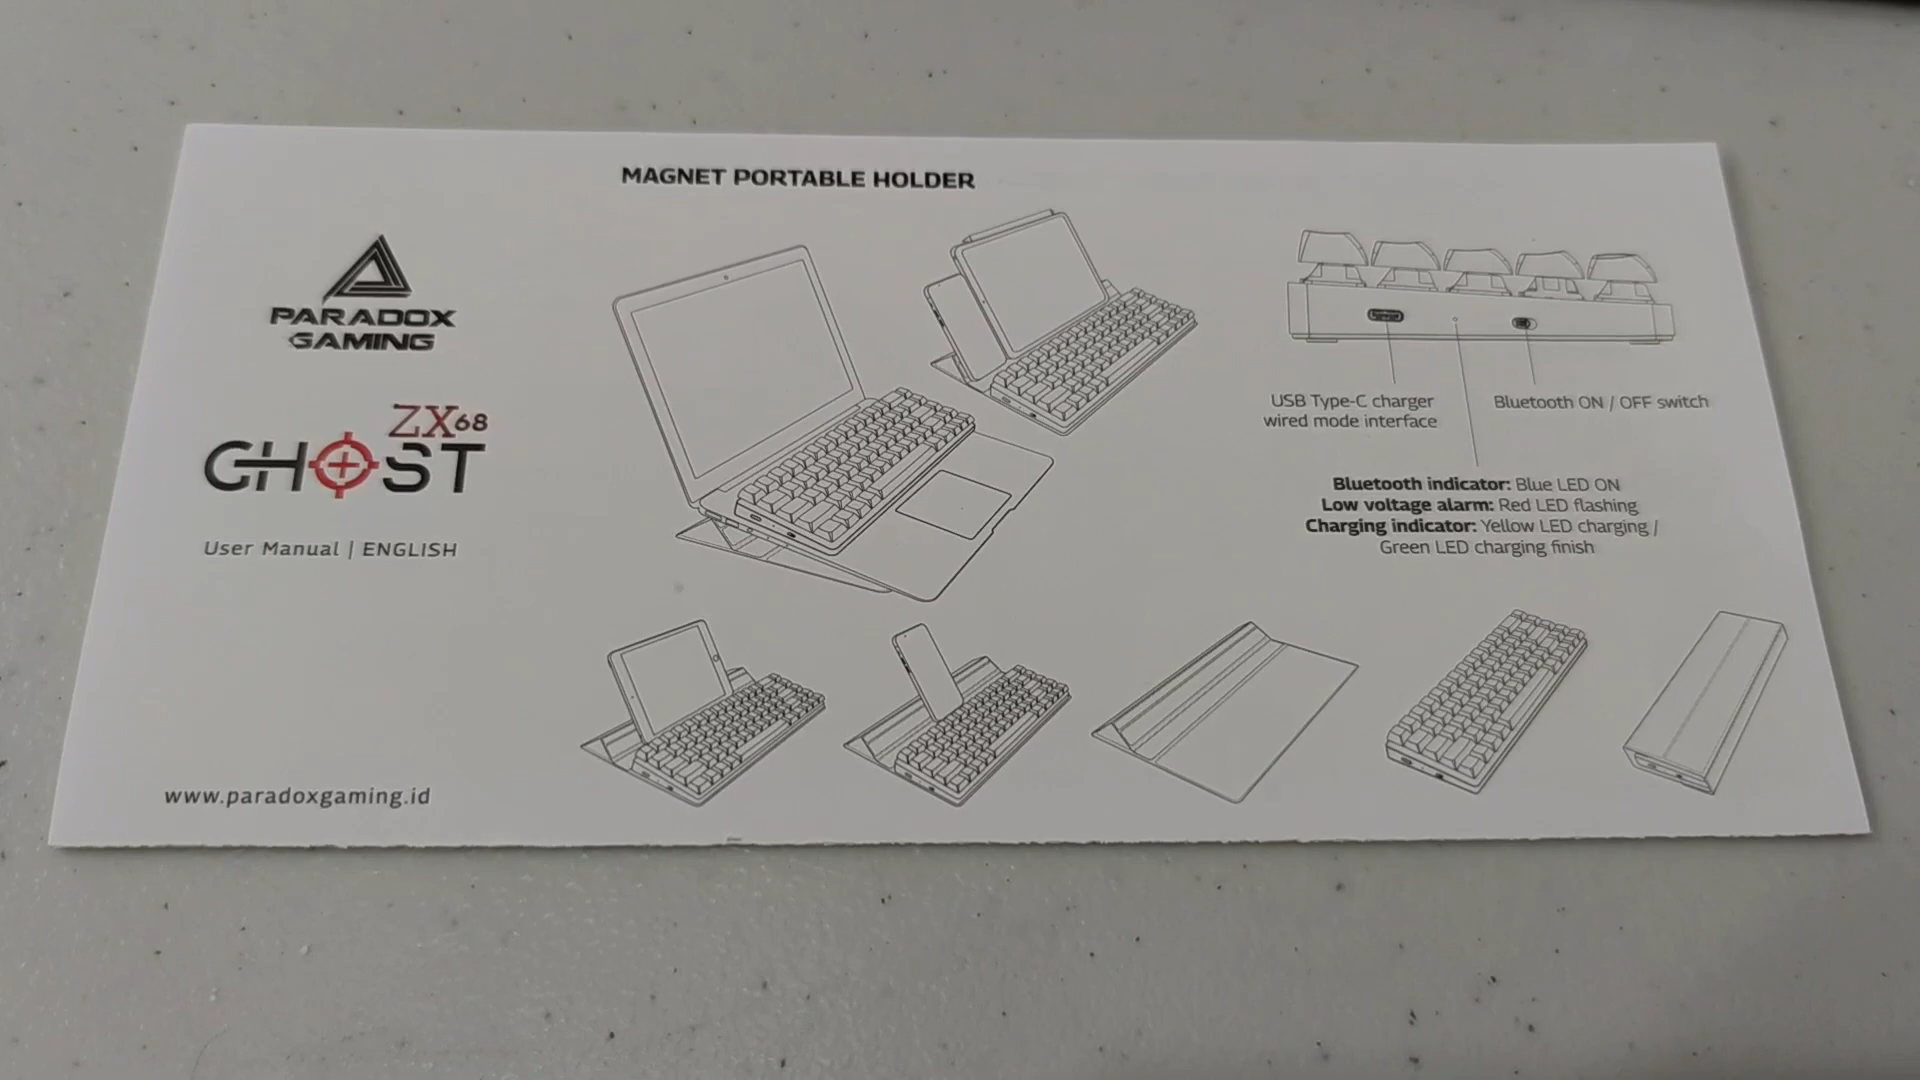 PARADOX
GAMING
ZX68
GHOST
User Manual | ENGLISH
www.paradoxgaming.id
MAGNET PORTABLE HOLDER
USB Type-C charger
wired mode interface
Bluetooth ON / OFF switch
Bluetooth indicator: Blue LED ON
Low voltage alarm: Red LED flashing
Charging indicator: Yellow LED charging /
Green LED charging finish